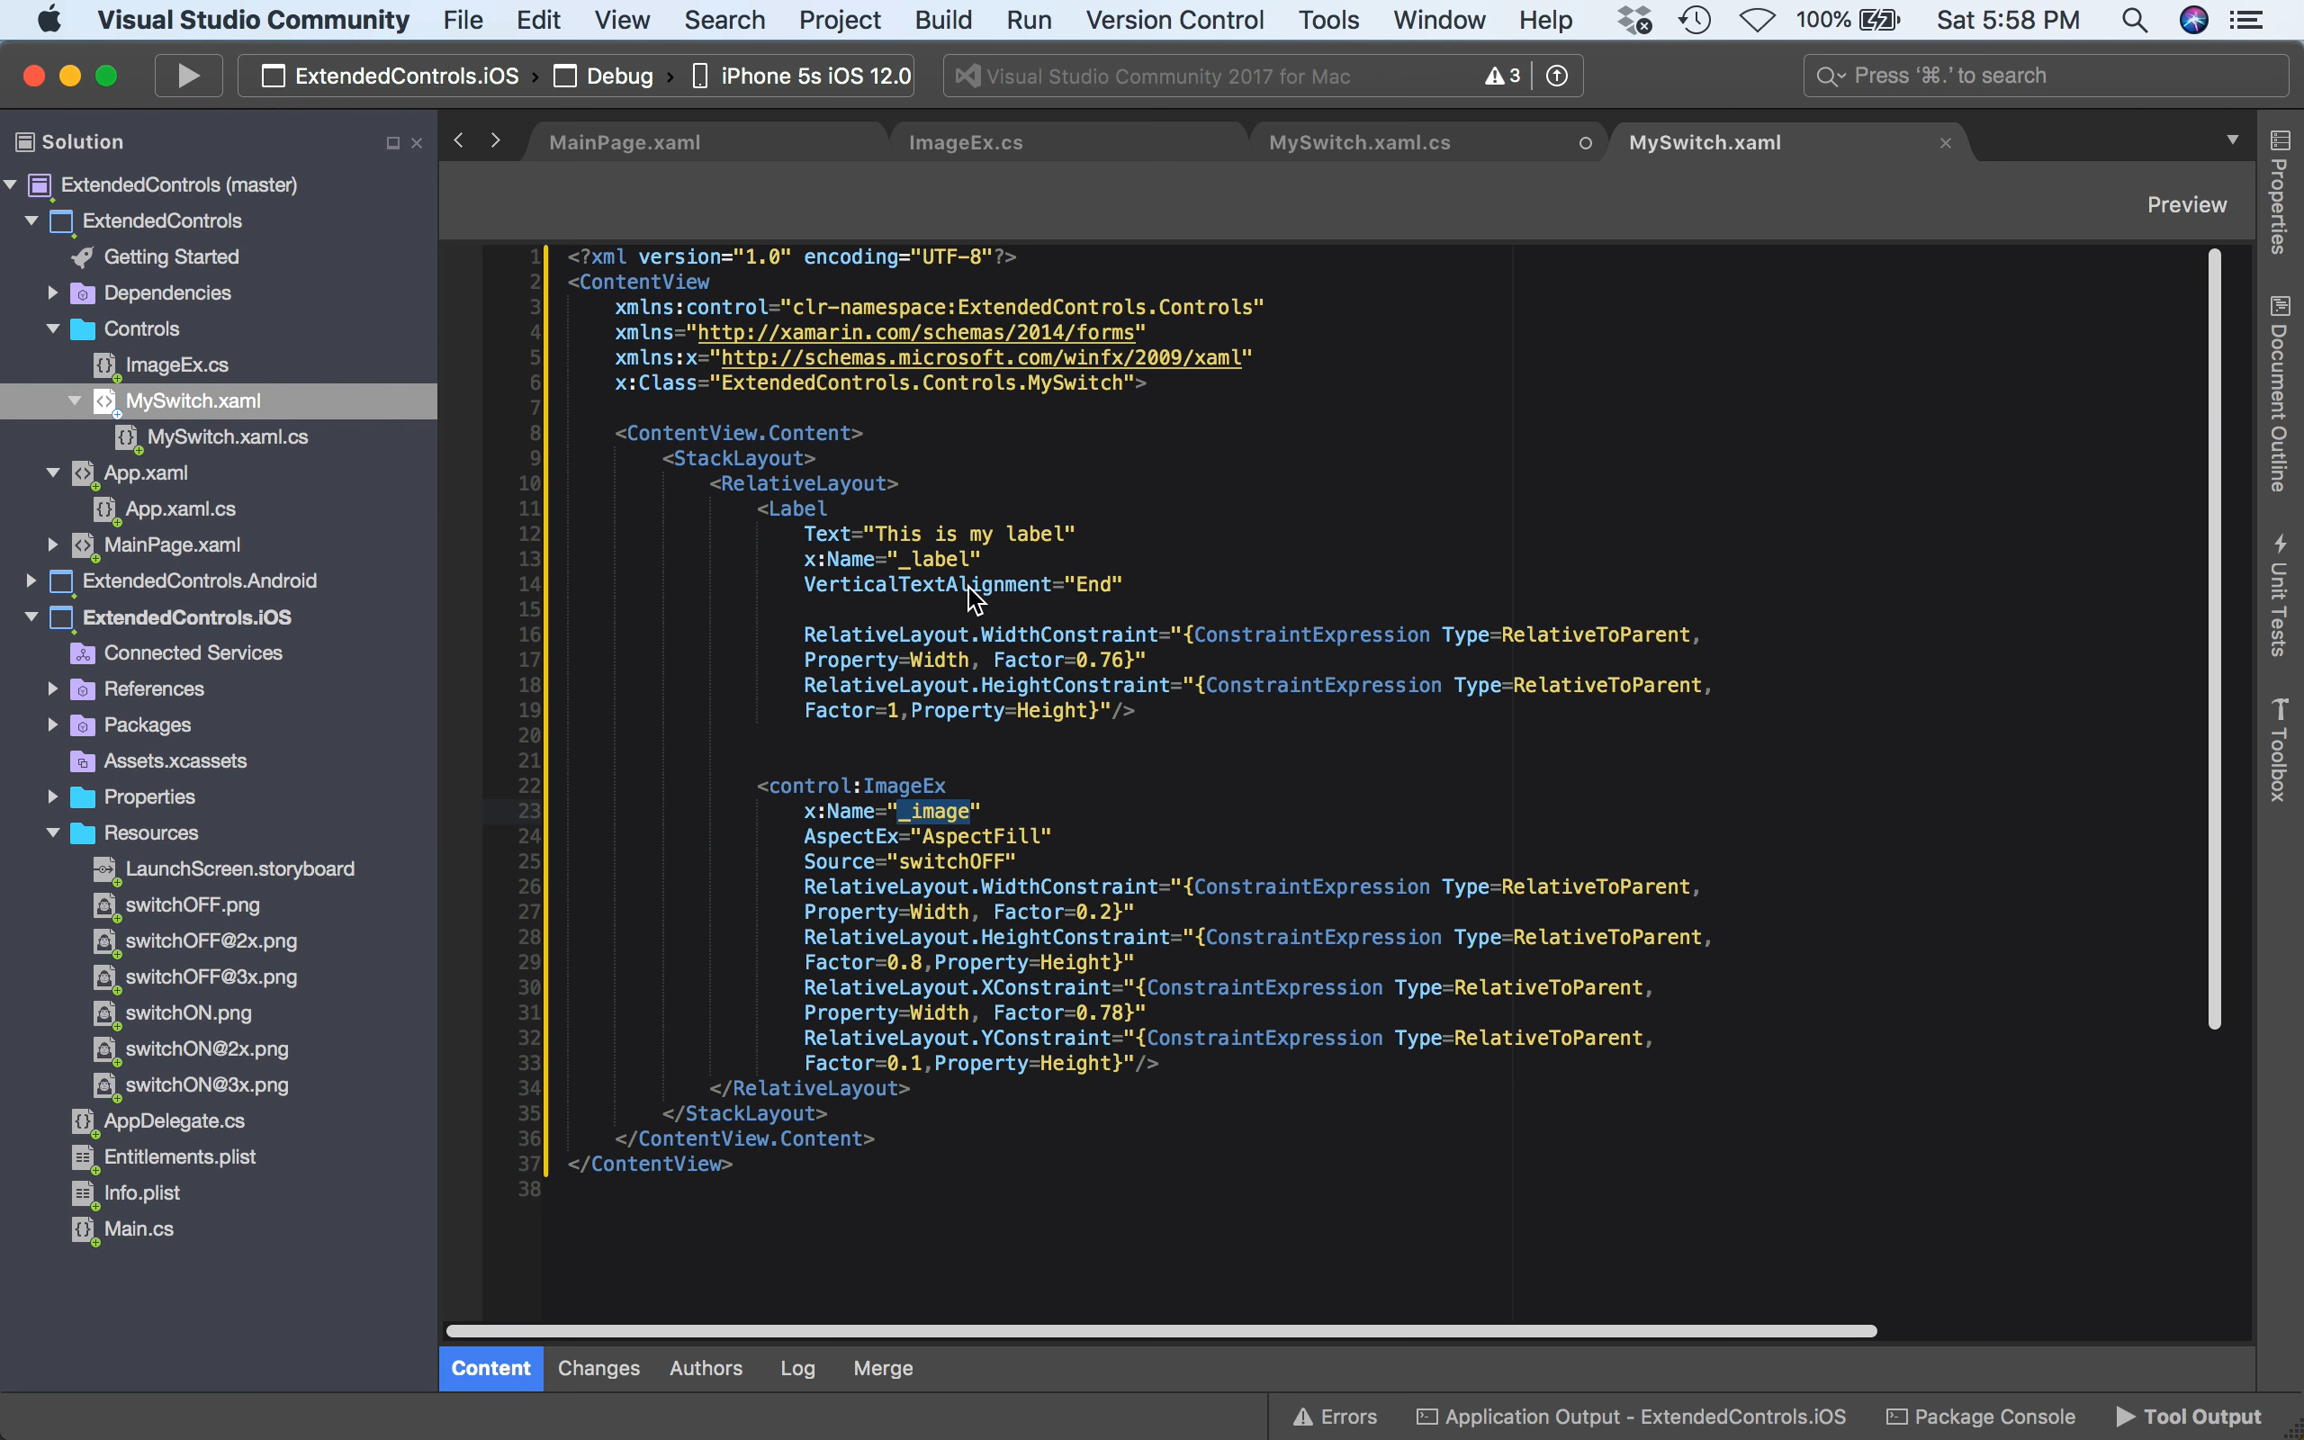 Visual Studio Community File Edit View Search Project Build Run Version Control Tools Window Help 100% Sat 5:58 PM
ExtendedControls.iOS › Debug › iPhone 5s iOS 12.0 Visual Studio Community 2017 for Mac 3 Press '⌘.' to search
Solution
MainPage.xaml ImageEx.cs MySwitch.xaml.cs MySwitch.xaml
Preview
ExtendedControls (master)
ExtendedControls
Getting Started
Dependencies
Controls
ImageEx.cs
MySwitch.xaml
MySwitch.xaml.cs
App.xaml
App.xaml.cs
MainPage.xaml
ExtendedControls.Android
ExtendedControls.iOS
Connected Services
References
Packages
Assets.xcassets
Properties
Resources
LaunchScreen.storyboard
switchOFF.png
switchOFF@2x.png
switchOFF@3x.png
switchON.png
switchON@2x.png
switchON@3x.png
AppDelegate.cs
Entitlements.plist
Info.plist
Main.cs
1 <?xml version="1.0" encoding="UTF-8"?>
2 <ContentView
3 xmlns:control="clr-namespace:ExtendedControls.Controls"
4 xmlns="http://xamarin.com/schemas/2014/forms"
5 xmlns:x="http://schemas.microsoft.com/winfx/2009/xaml"
6 x:Class="ExtendedControls.Controls.MySwitch">
7
8 <ContentView.Content>
9 <StackLayout>
10 <RelativeLayout>
11 <Label
12 Text="This is my label"
13 x:Name="_label"
14 VerticalTextAlignment="End"
15
16 RelativeLayout.WidthConstraint="{ConstraintExpression Type=RelativeToParent,
17 Property=Width, Factor=0.76}"
18 RelativeLayout.HeightConstraint="{ConstraintExpression Type=RelativeToParent,
19 Factor=1,Property=Height}"/>
20
21
22 <control:ImageEx
23 x:Name="_image"
24 AspectEx="AspectFill"
25 Source="switchOFF"
26 RelativeLayout.WidthConstraint="{ConstraintExpression Type=RelativeToParent,
27 Property=Width, Factor=0.2}"
28 RelativeLayout.HeightConstraint="{ConstraintExpression Type=RelativeToParent,
29 Factor=0.8,Property=Height}"
30 RelativeLayout.XConstraint="{ConstraintExpression Type=RelativeToParent,
31 Property=Width, Factor=0.78}"
32 RelativeLayout.YConstraint="{ConstraintExpression Type=RelativeToParent,
33 Factor=0.1,Property=Height}"/>
34 </RelativeLayout>
35 </StackLayout>
36 </ContentView.Content>
37 </ContentView>
38
Properties
Document Outline
Unit Tests
Toolbox
Content Changes Authors Log Merge
Errors Application Output - ExtendedControls.iOS Package Console Tool Output